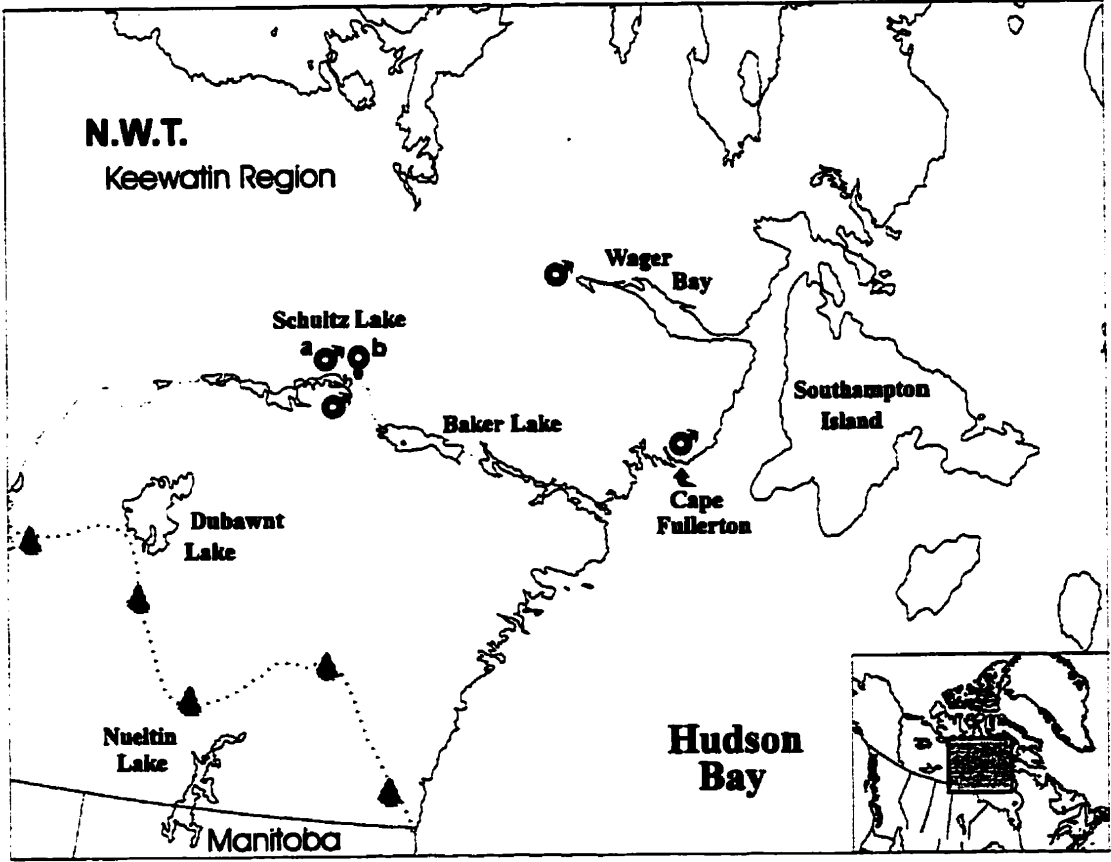 N.W.T.
Keewatin Region
Wager
Bay
Schultz Lake
a
b
Southampton
Island
Baker Lake
Cape
Fullerton
Dubawnt
Lake
Nueltin
Lake
Hudson
Bay
Manitoba